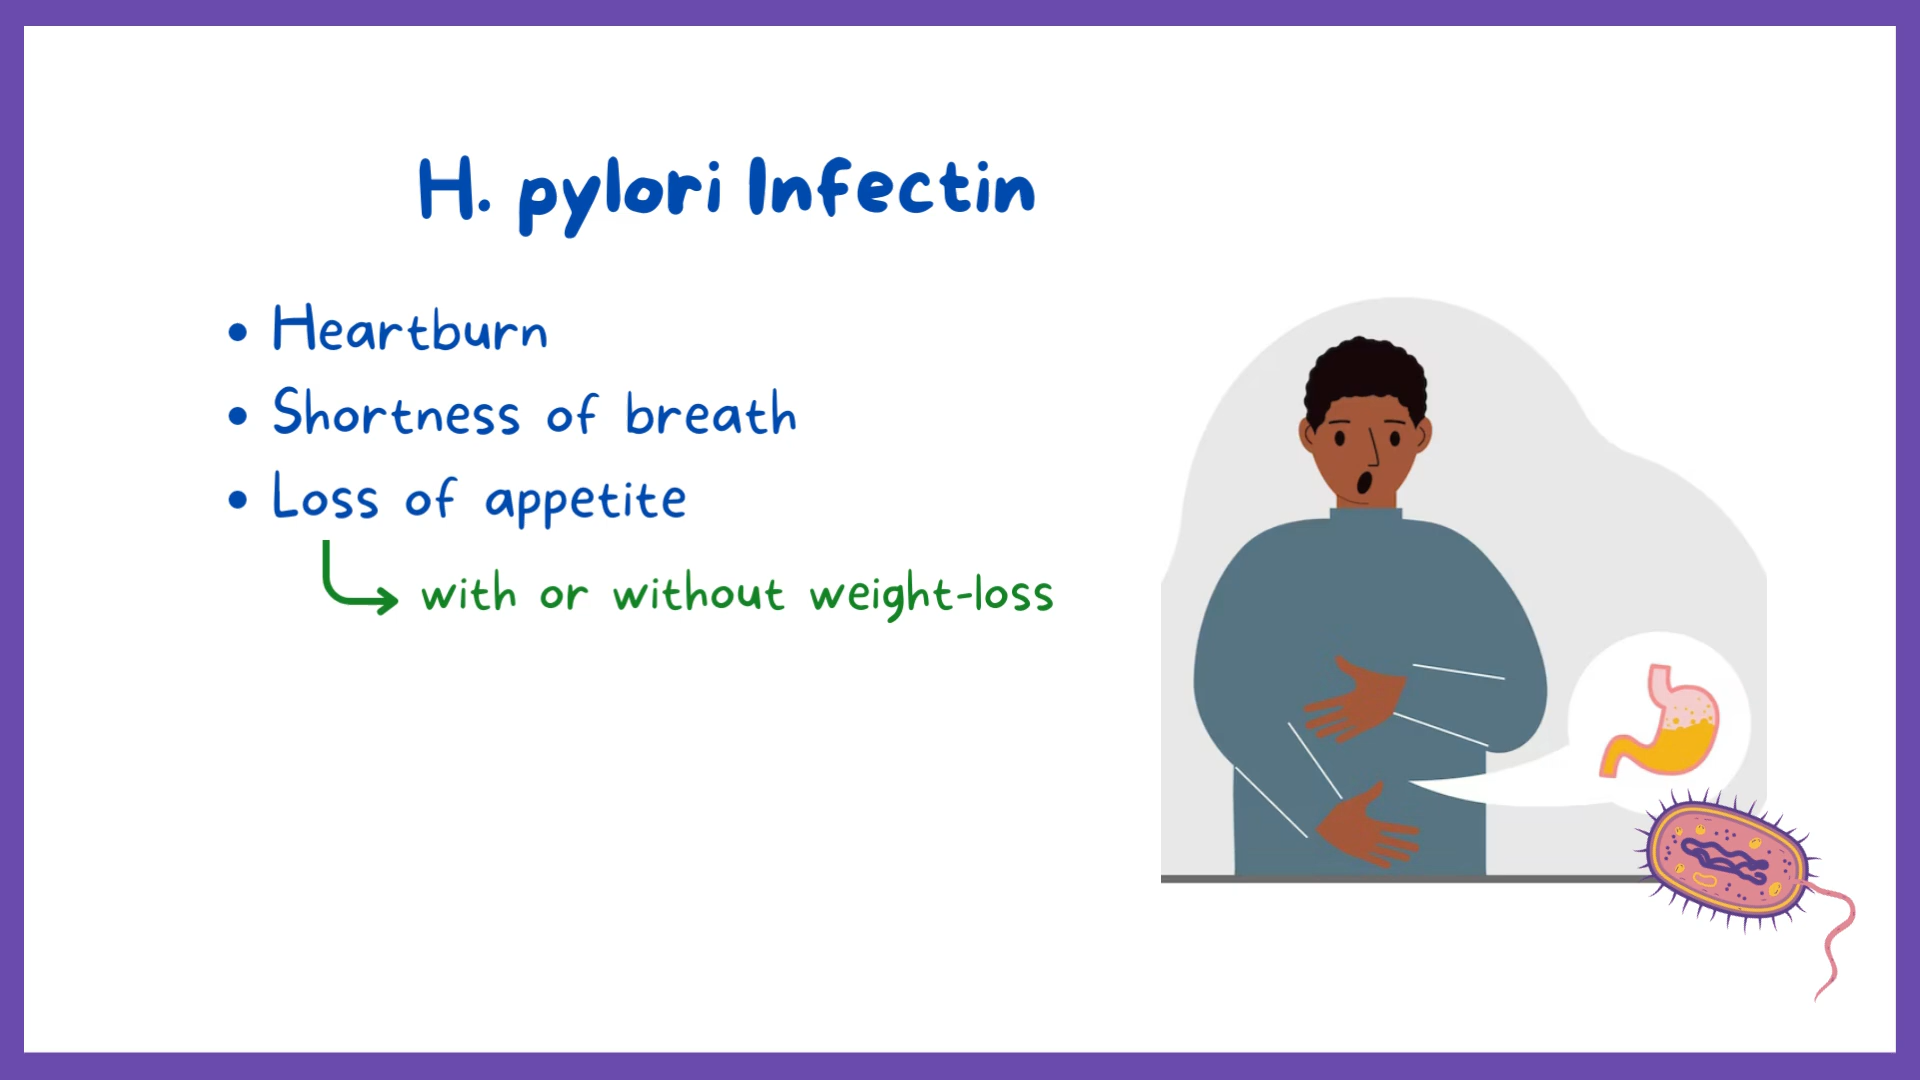 H. pylori Infectin
• Heartburn
• Shortness of breath
• Loss of appetite
with or without weight-loss